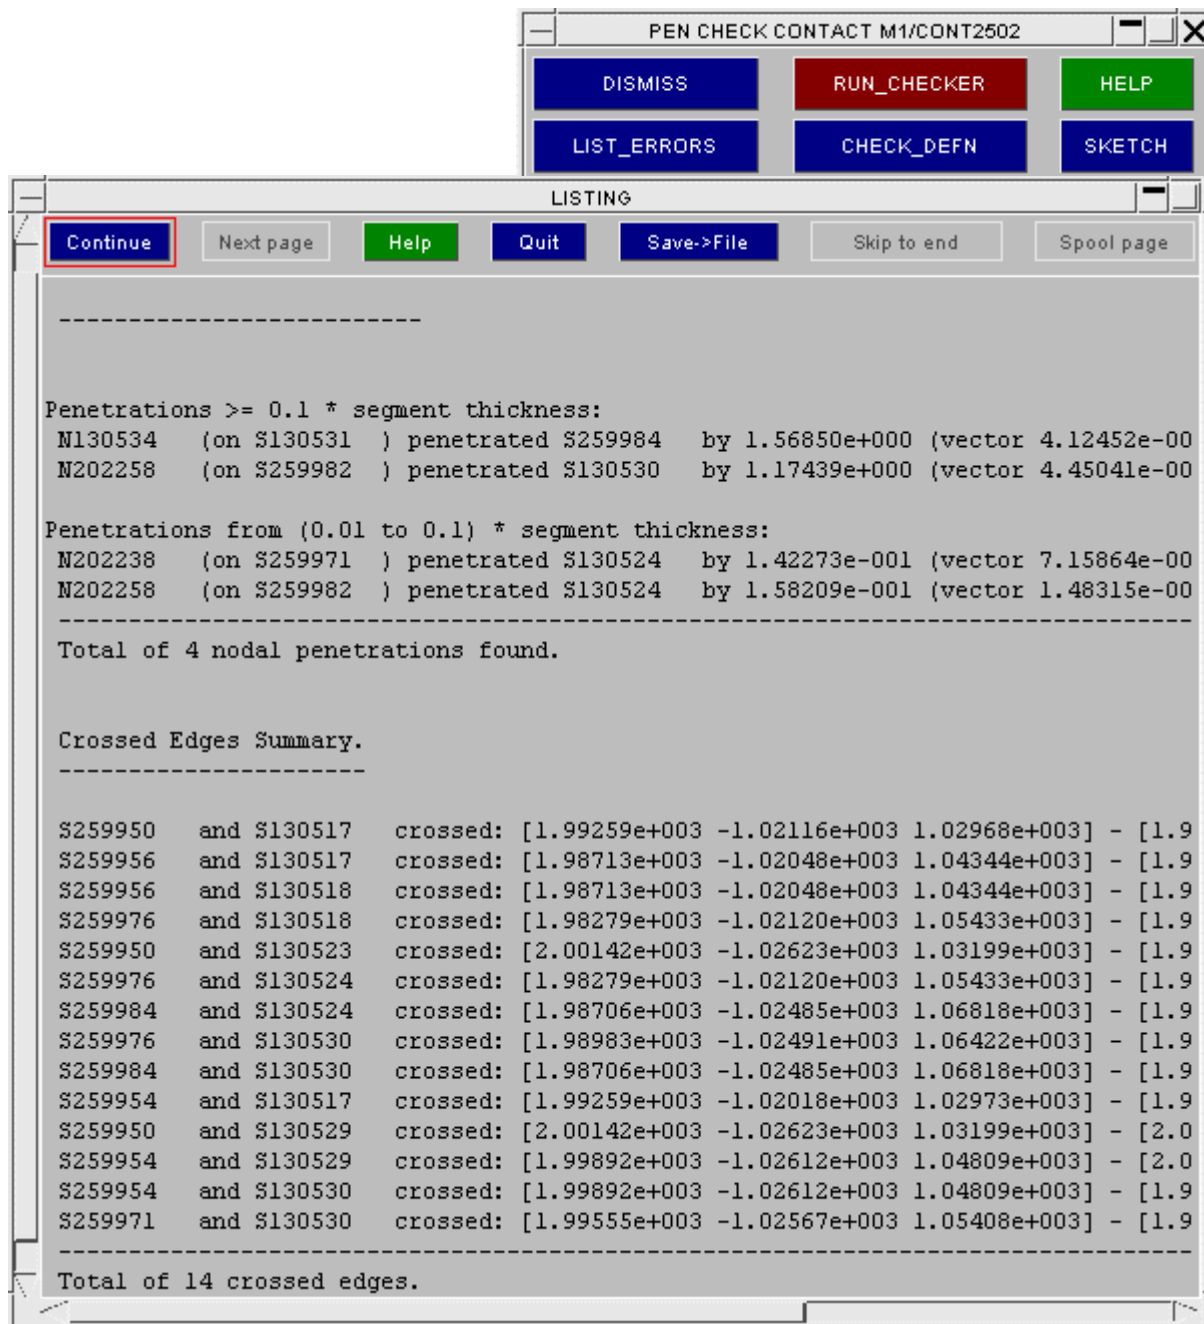 PEN CHECK CONTACT M1/CONT2502
DISMISS RUN_CHECKER HELP
LIST_ERRORS CHECK_DEFN SKETCH
LISTING
Continue Next page Help Quit Save->File Skip to end Spool page
---------------------------
Penetrations >= 0.1 * segment thickness:
N130534 (on S130531 ) penetrated S259984 by 1.56850e+000 (vector 4.12452e-00
N202258 (on S259982 ) penetrated S130530 by 1.17439e+000 (vector 4.45041e-00
Penetrations from (0.01 to 0.1) * segment thickness:
N202238 (on S259971 ) penetrated S130524 by 1.42273e-001 (vector 7.15864e-00
N202258 (on S259982 ) penetrated S130524 by 1.58209e-001 (vector 1.48315e-00
---------------------------------------------------------------------------------
Total of 4 nodal penetrations found.
Crossed Edges Summary.
----------------------
S259950 and S130517 crossed: [1.99259e+003 -1.02116e+003 1.02968e+003] - [1.9
S259956 and S130517 crossed: [1.98713e+003 -1.02048e+003 1.04344e+003] - [1.9
S259956 and S130518 crossed: [1.98713e+003 -1.02048e+003 1.04344e+003] - [1.9
S259976 and S130518 crossed: [1.98279e+003 -1.02120e+003 1.05433e+003] - [1.9
S259950 and S130523 crossed: [2.00142e+003 -1.02623e+003 1.03199e+003] - [1.9
S259976 and S130524 crossed: [1.98279e+003 -1.02120e+003 1.05433e+003] - [1.9
S259984 and S130524 crossed: [1.98706e+003 -1.02485e+003 1.06818e+003] - [1.9
S259976 and S130530 crossed: [1.98983e+003 -1.02491e+003 1.06422e+003] - [1.9
S259984 and S130530 crossed: [1.98706e+003 -1.02485e+003 1.06818e+003] - [1.9
S259954 and S130517 crossed: [1.99259e+003 -1.02018e+003 1.02973e+003] - [1.9
S259950 and S130529 crossed: [2.00142e+003 -1.02623e+003 1.03199e+003] - [2.0
S259954 and S130529 crossed: [1.99892e+003 -1.02612e+003 1.04809e+003] - [2.0
S259954 and S130530 crossed: [1.99892e+003 -1.02612e+003 1.04809e+003] - [1.9
S259971 and S130530 crossed: [1.99555e+003 -1.02567e+003 1.05408e+003] - [1.9
---------------------------------------------------------------------------------
Total of 14 crossed edges.